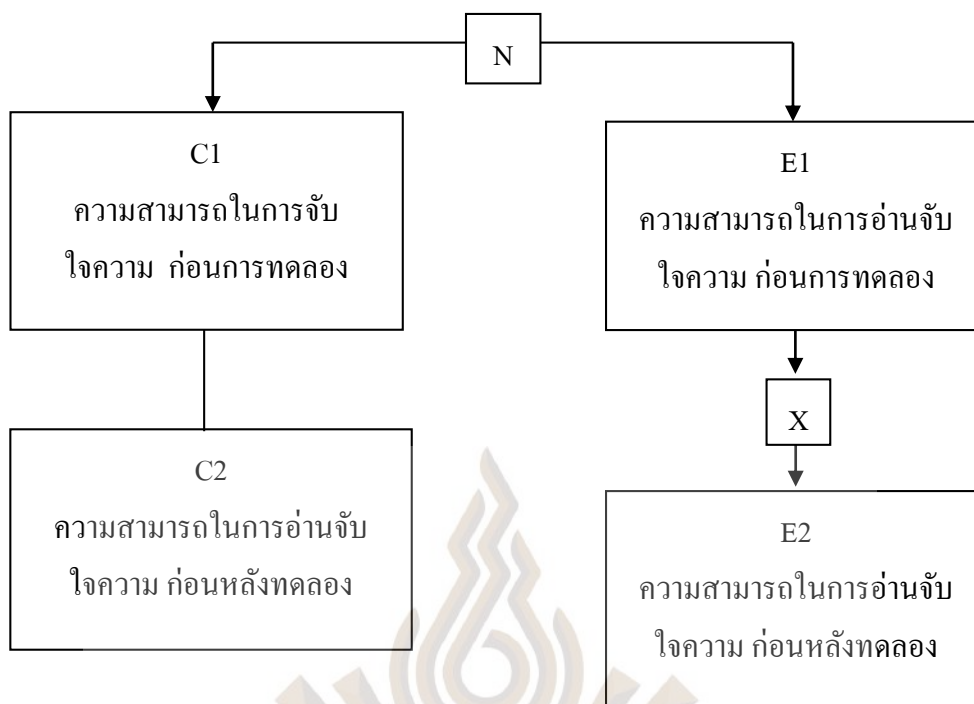 N
C1
ความสามารถในการจับ
ใจความ ก่อนการทดลอง
E1
ความสามารถในการอ่านจับ
ใจความ ก่อนการทดลอง
X
C2
ความสามารถในการอ่านจับ
ใจความ ก่อนหลังทดลอง
E2
ความสามารถในการอ่านจับ
ใจความ ก่อนหลังทดลอง